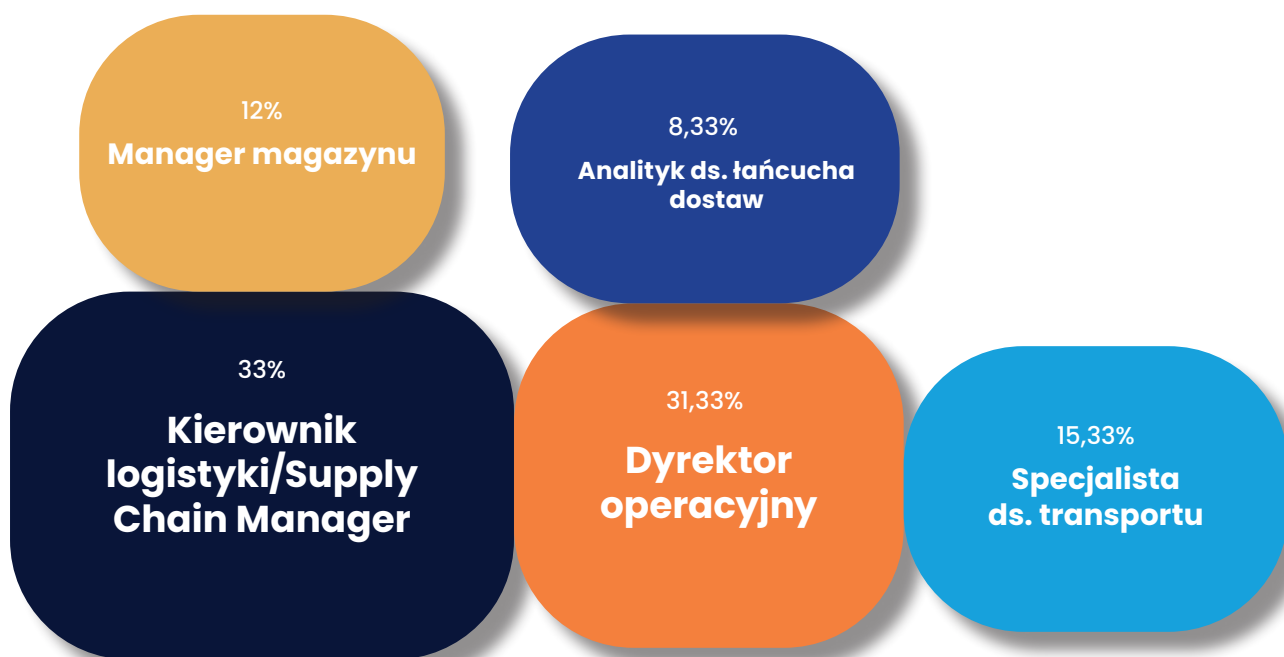 12%
Manager magazynu
8,33%
Analityk ds. łańcucha
dostaw
33%
Kierownik
logistyki/Supply
Chain Manager
31,33%
Dyrektor
operacyjny
15,33%
Specjalista
ds. transportu